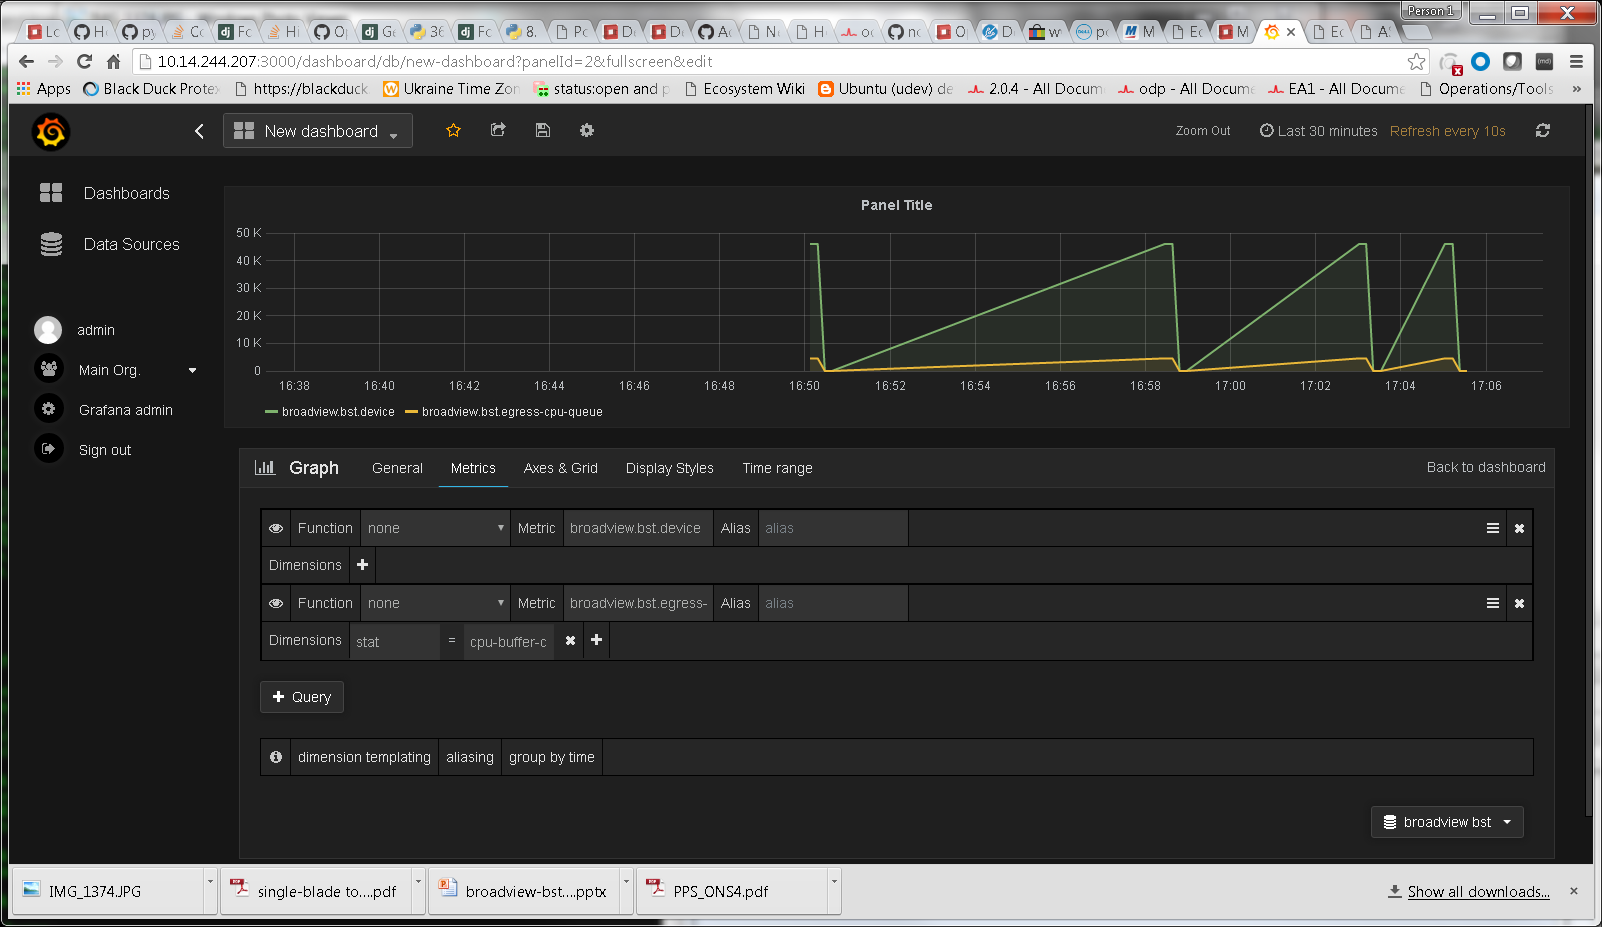 Person 1
Lc
H
py
Co
Fc
Hi
O
Ge
36
Fc
8.
Pc
D
D
A
N
H
oc
nc
O
D
w
pc
M
Ec
M
Ec
A
10.14.244.207:3000/dashboard/db/new-dashboard?panelId=2&fullscreen&edit
Apps
Black Duck Protex
https://blackduck
Ukraine Time Zon
status:open and p
Ecosystem Wiki
Ubuntu (udev) de
2.0.4 - All Docum
odp - All Docume
EA1 - All Docume
Operations/Tools
»
New dashboard
Zoom Out
Last 30 minutes
Refresh every 10s
Dashboards
Data Sources
admin
Main Org.
Grafana admin
Sign out
Panel Title
50 K
40 K
30 K
20 K
10 K
0
16:38 16:40 16:42 16:44 16:46 16:48 16:50 16:52 16:54 16:56 16:58 17:00 17:02 17:04 17:06
broadview.bst.device broadview.bst.egress-cpu-queue
Graph General Metrics Axes & Grid Display Styles Time range Back to dashboard
Function none Metric broadview.bst.device Alias alias
Dimensions
Function none Metric broadview.bst.egress- Alias alias
Dimensions stat = cpu-buffer-c
Query
dimension templating aliasing group by time
broadview bst
IMG_1374.JPG
single-blade to....pdf
broadview-bst....pptx
PPS_ONS4.pdf
Show all downloads...